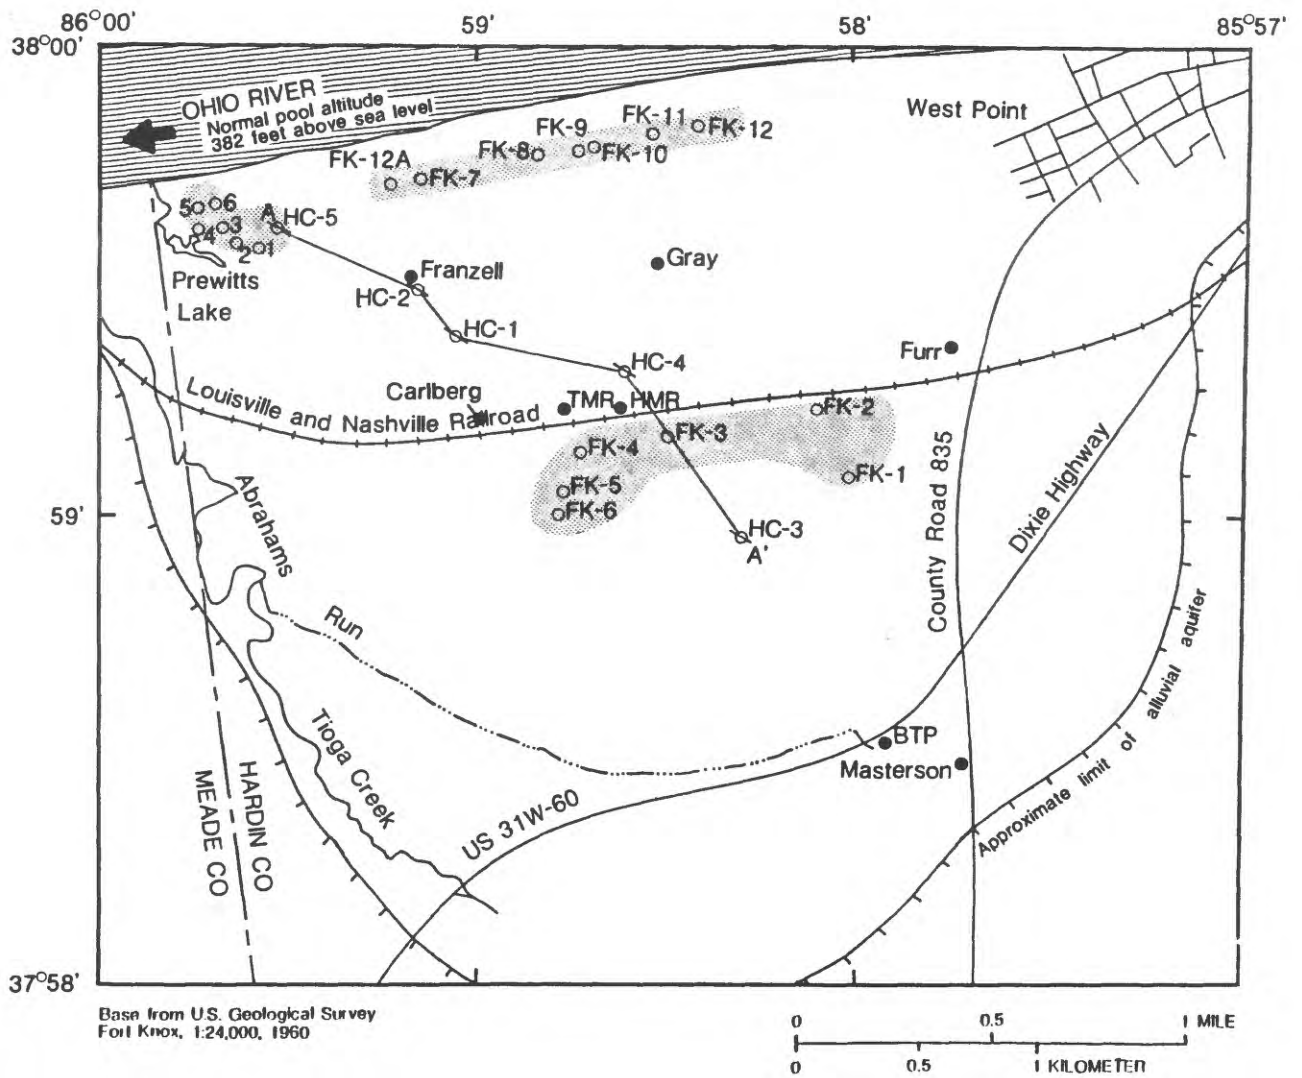 86°00'
59'
58'
85°57'
38°00'
OHIO RIVER
Normal pool altitude
382 feet above sea level
West Point
FK-11
FK-12
FK-9
FK-8
FK-10
FK-12A
FK-7
5
6
A
HC-5
4
3
2
1
Prewitts
Lake
Franzell
Gray
HC-2
HC-1
HC-4
Furr
Carlberg
TMR
HMR
Louisville and Nashville Railroad
FK-2
FK-3
FK-4
FK-1
FK-5
FK-6
59'
HC-3
A'
Abrahams
Run
County Road 835
Dixie Highway
Tioga Creek
BTP
Masterson
US 31W-60
HARDIN CO
MEADE CO
Approximate limit of alluvial aquifer
37°58'
Base from U.S. Geological Survey
Fort Knox, 1:24,000, 1960
0 0.5 1 MILE
0 0.5 1 KILOMETER